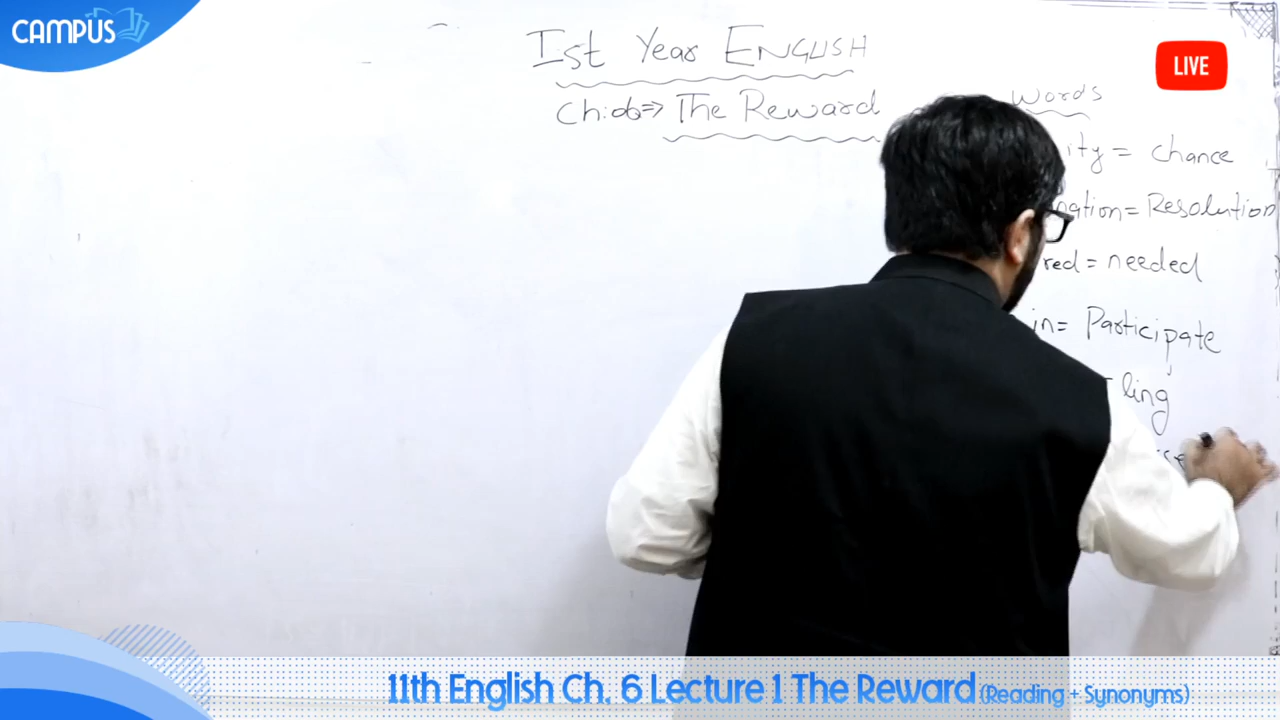 CAMPUS
LIVE
Ist Year ENGLISH
Ch:06⇒ The Reward
Words
ity = chance
nation = Resolution
red = needed
in = Participate
ling
11th English Ch. 6 Lecture 1 The Reward (Reading + Synonyms)